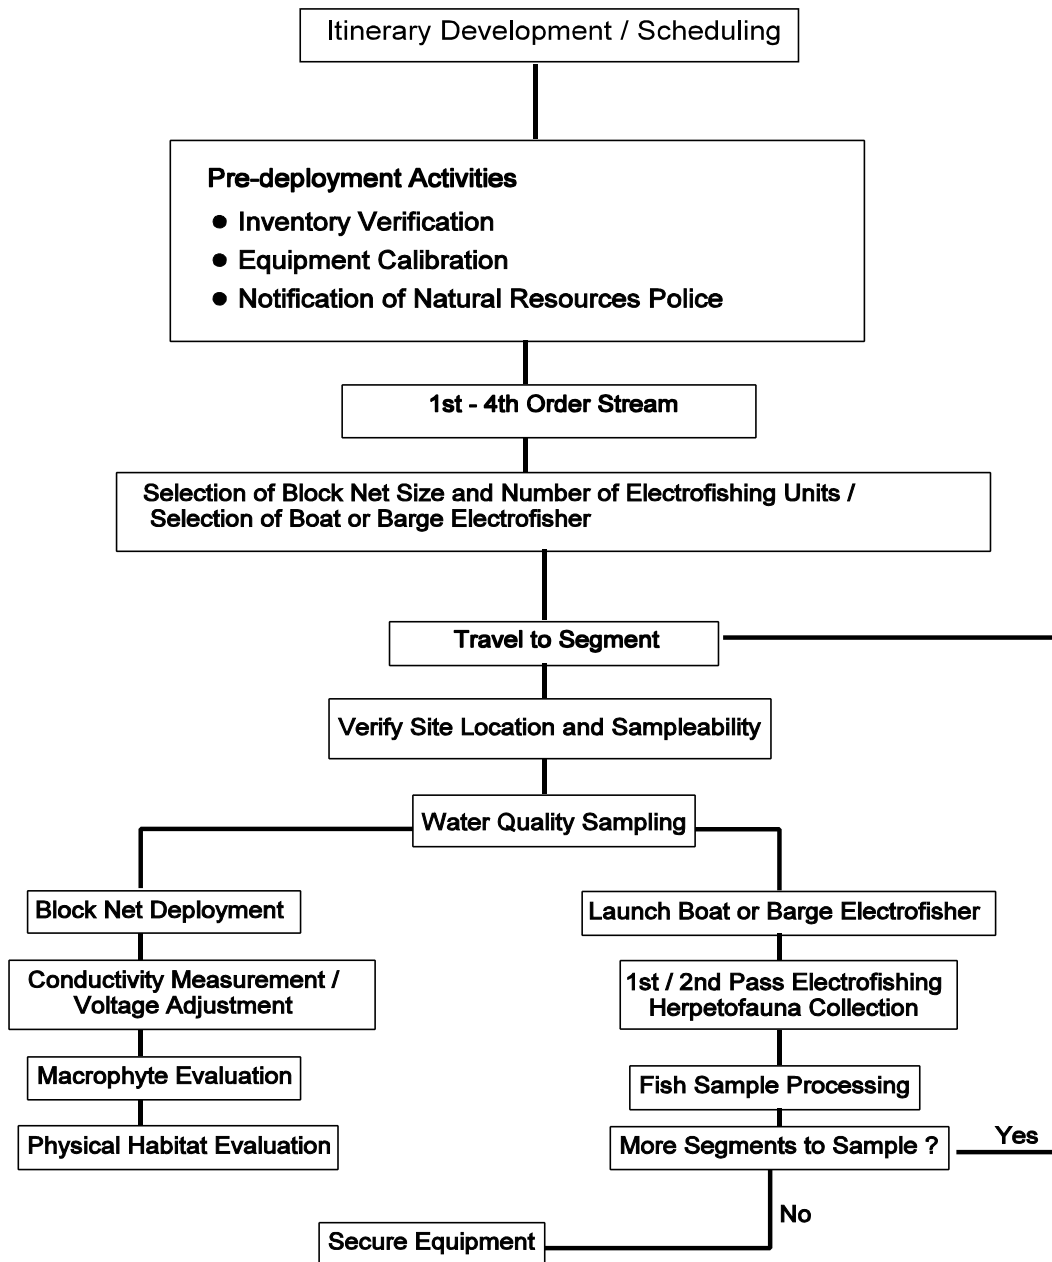 Itinerary Development / Scheduling
Pre-deployment Activities
● Inventory Verification
● Equipment Calibration
● Notification of Natural Resources Police
1st - 4th Order Stream
Selection of Block Net Size and Number of Electrofishing Units /
Selection of Boat or Barge Electrofisher
Travel to Segment
Verify Site Location and Sampleability
Water Quality Sampling
Block Net Deployment
Conductivity Measurement /
Voltage Adjustment
Macrophyte Evaluation
Physical Habitat Evaluation
Launch Boat or Barge Electrofisher
1st / 2nd Pass Electrofishing
Herpetofauna Collection
Fish Sample Processing
More Segments to Sample ?
Yes
No
Secure Equipment